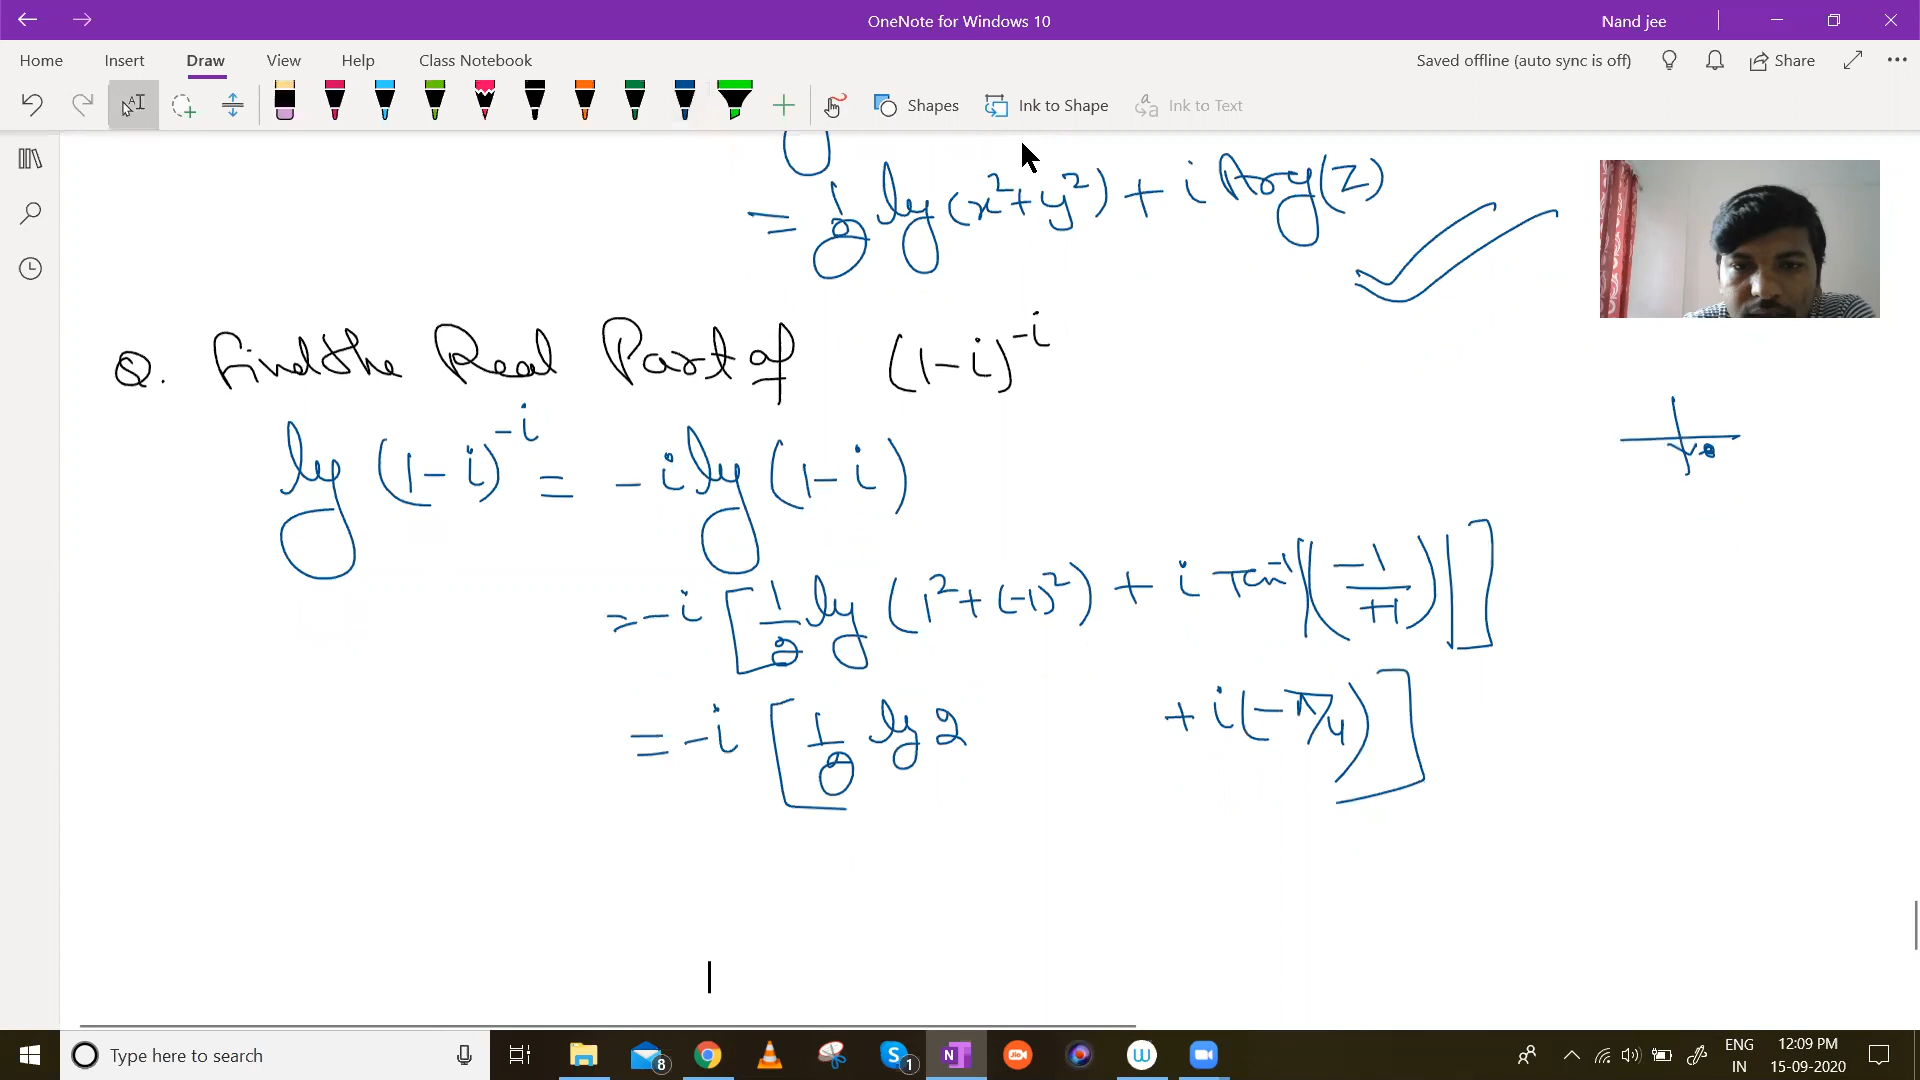 OneNote for Windows 10
Nand jee
Home Insert Draw View Help Class Notebook
Saved offline (auto sync is off) Share
Shapes Ink to Shape Ink to Text
= 1/2 log (x² + y²) + i Arg(z)
Q. Find the Real Part of (1-i)^-i
log (1-i)^-i = -i log (1-i)
= -i [1/2 log (1² + (-1)²) + i Tan⁻¹ |(-1/+1)|]
= -i [1/2 log 2 + i(-π/4)]
Type here to search
8
1
ENG
IN
12:09 PM
15-09-2020